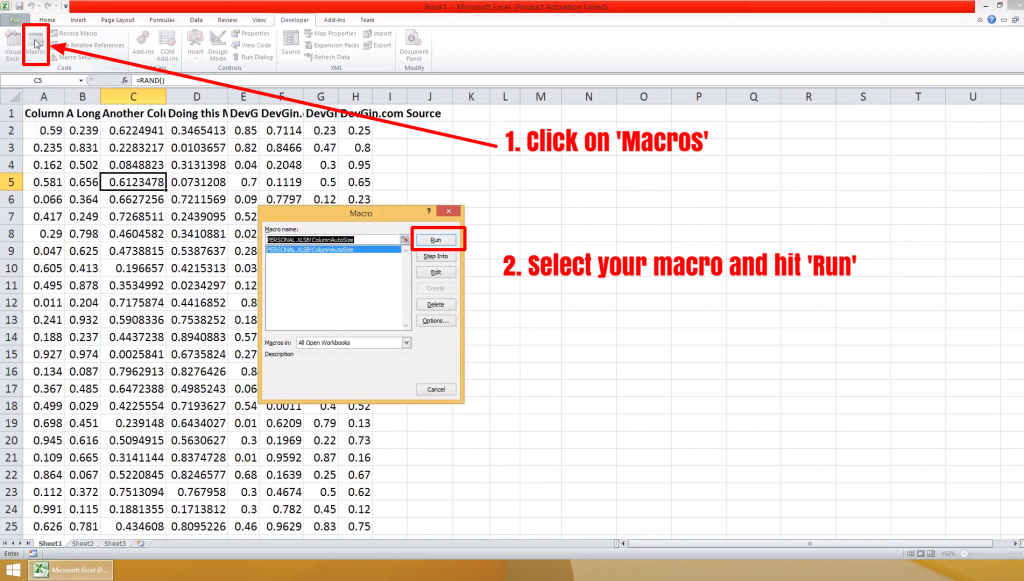 Book1 - Microsoft Excel (Product Activation Failed)
File Home Insert Page Layout Formulas Data Review View Developer Add-Ins Team
Visual Basic Macros Record Macro Use Relative References Macro Security Add-Ins COM Add-Ins Insert Design Mode Properties View Code Run Dialog Source Map Properties Expansion Packs Refresh Data Import Export Document Panel
Code Controls XML Modify
C5 fx =RAND()
A B C D E F G H I J K L M N O P Q R S T U
1 Column A Long Another Colu Doing this M DevG DevGin. DevGi DevGin.com Source
2 0.59 0.239 0.6224941 0.3465413 0.85 0.7114 0.23 0.25
3 0.235 0.831 0.2283217 0.0103657 0.82 0.8466 0.47 0.8
4 0.162 0.502 0.0848823 0.3131398 0.04 0.2048 0.3 0.95
5 0.581 0.656 0.6123478 0.0731208 0.7 0.1119 0.5 0.65
6 0.066 0.364 0.6627256 0.7211569 0.09 0.7797 0.12 0.23
7 0.417 0.249 0.7268511 0.2439095 0.52
8 0.29 0.798 0.4604582 0.3410881 0.02
9 0.047 0.625 0.4738815 0.5387637 0.28
10 0.605 0.413 0.196657 0.4215313 0.03
11 0.495 0.878 0.3534992 0.0234297 0.12
12 0.011 0.204 0.7175874 0.4416852 0.8
13 0.241 0.932 0.5908336 0.7538252 0.18
14 0.188 0.237 0.4437238 0.8940883 0.57
15 0.927 0.974 0.0025841 0.6735824 0.27
16 0.134 0.087 0.7962913 0.8276426 0.8
17 0.367 0.485 0.6472388 0.4985243 0.06
18 0.499 0.029 0.4225554 0.7193627 0.54 0.0011 0.4 0.52
19 0.698 0.451 0.239148 0.6434027 0.01 0.6209 0.79 0.13
20 0.945 0.616 0.5094915 0.5630627 0.3 0.1969 0.22 0.73
21 0.109 0.665 0.3141144 0.8374728 0.01 0.9592 0.87 0.16
22 0.864 0.067 0.5220845 0.8246577 0.68 0.1639 0.25 0.67
23 0.112 0.372 0.7513094 0.767958 0.3 0.4674 0.5 0.62
24 0.991 0.115 0.1881355 0.1713812 0.3 0.782 0.45 0.12
25 0.626 0.781 0.434608 0.8095226 0.46 0.9629 0.83 0.75
1. Click on 'Macros'
2. Select your macro and hit 'Run'
Macro
Macro name:
PERSONAL.XLSB!ColumnAutoSize
PERSONAL.XLSB!ColumnAutoSize
Run
Step Into
Edit
Create
Delete
Options...
Macros in: All Open Workbooks
Description
Cancel
Sheet1 Sheet2 Sheet3
Enter 160%
Microsoft Excel (P...